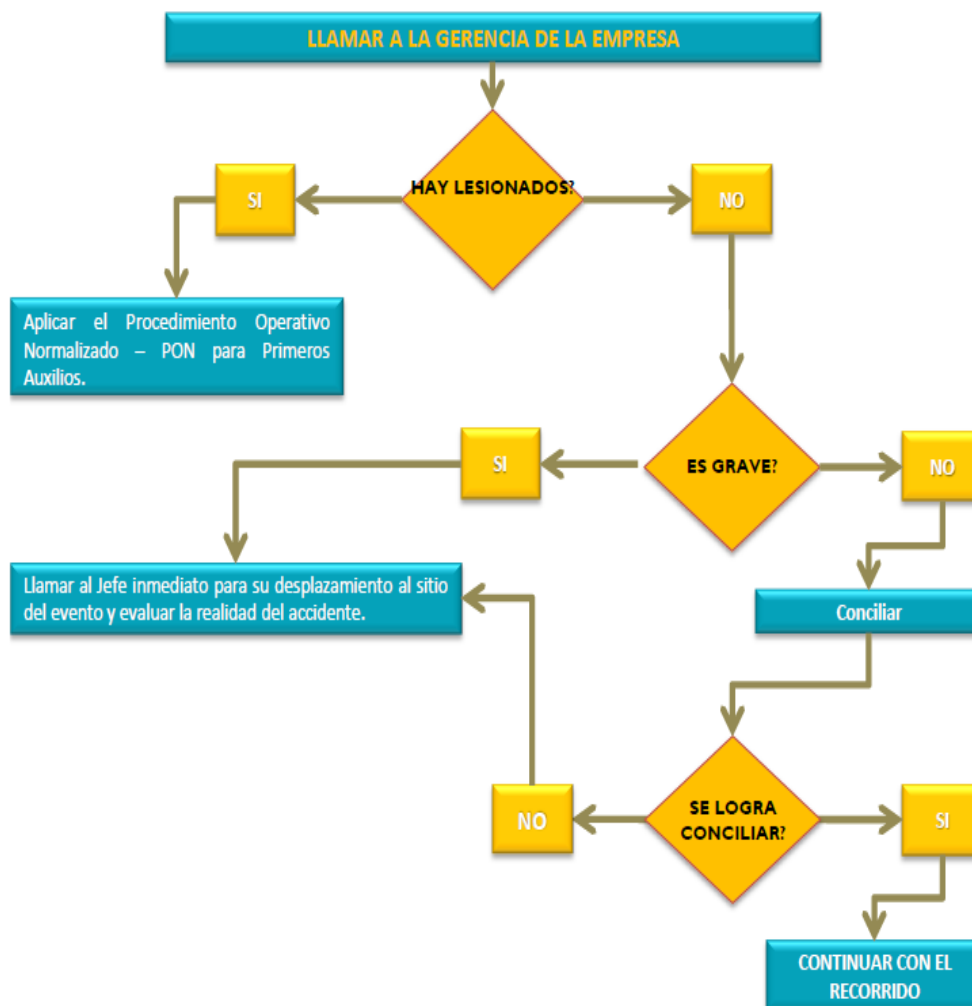 LLAMAR A LA GERENCIA DE LA EMPRESA
HAY LESIONADOS?
SI
NO
Aplicar el Procedimiento Operativo
Normalizado – PON para Primeros
Auxilios.
SI
ES GRAVE?
NO
Llamar al Jefe inmediato para su desplazamiento al sitio
del evento y evaluar la realidad del accidente.
Conciliar
NO
SE LOGRA
CONCILIAR?
SI
CONTINUAR CON EL
RECORRIDO